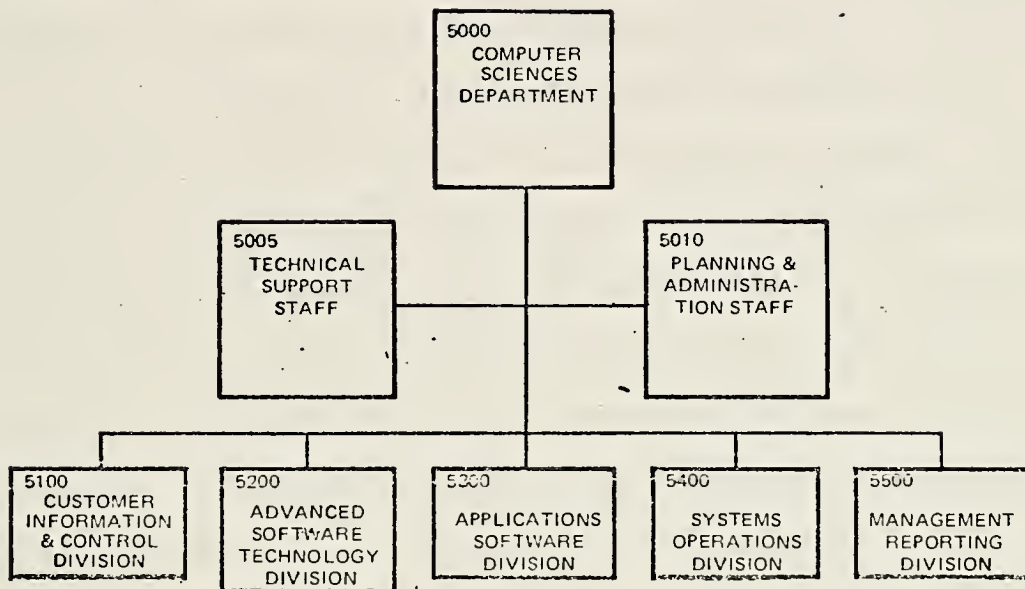 5000
COMPUTER
SCIENCES
DEPARTMENT
5005
TECHNICAL
SUPPORT
STAFF
5010
PLANNING &
ADMINISTRA-
TION STAFF
5100
CUSTOMER
INFORMATION
& CONTROL
DIVISION
5200
ADVANCED
SOFTWARE
TECHNOLOGY
DIVISION
5300
APPLICATIONS
SOFTWARE
DIVISION
5400
SYSTEMS
OPERATIONS
DIVISION
5500
MANAGEMENT
REPORTING
DIVISION